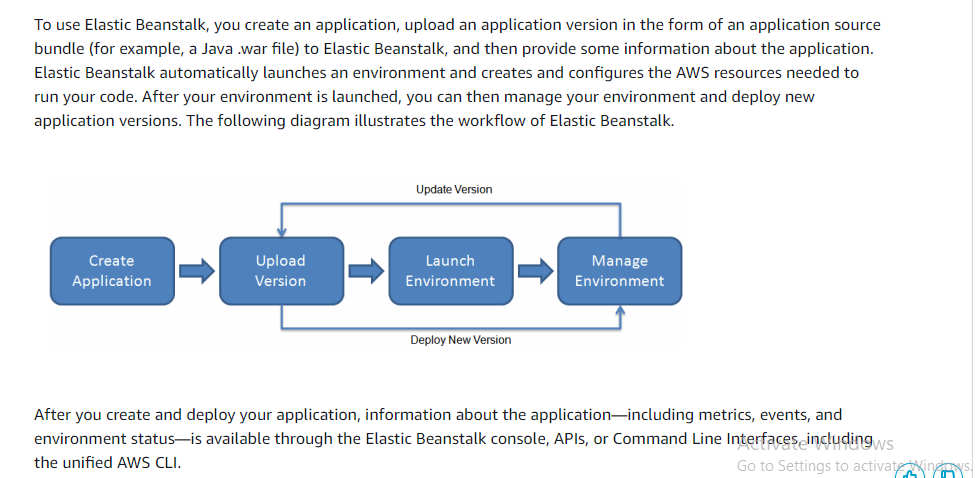 To use Elastic Beanstalk, you create an application, upload an application version in the form of an application source
bundle (for example, a Java .war file) to Elastic Beanstalk, and then provide some information about the application.
Elastic Beanstalk automatically launches an environment and creates and configures the AWS resources needed to
run your code. After your environment is launched, you can then manage your environment and deploy new
application versions. The following diagram illustrates the workflow of Elastic Beanstalk.
Update Version
Create
Application
Upload
Version
Launch
Environment
Manage
Environment
Deploy New Version
After you create and deploy your application, information about the application—including metrics, events, and
environment status—is available through the Elastic Beanstalk console, APIs, or Command Line Interfaces, including
the unified AWS CLI.
Activate Windows
Go to Settings to activate Windows.